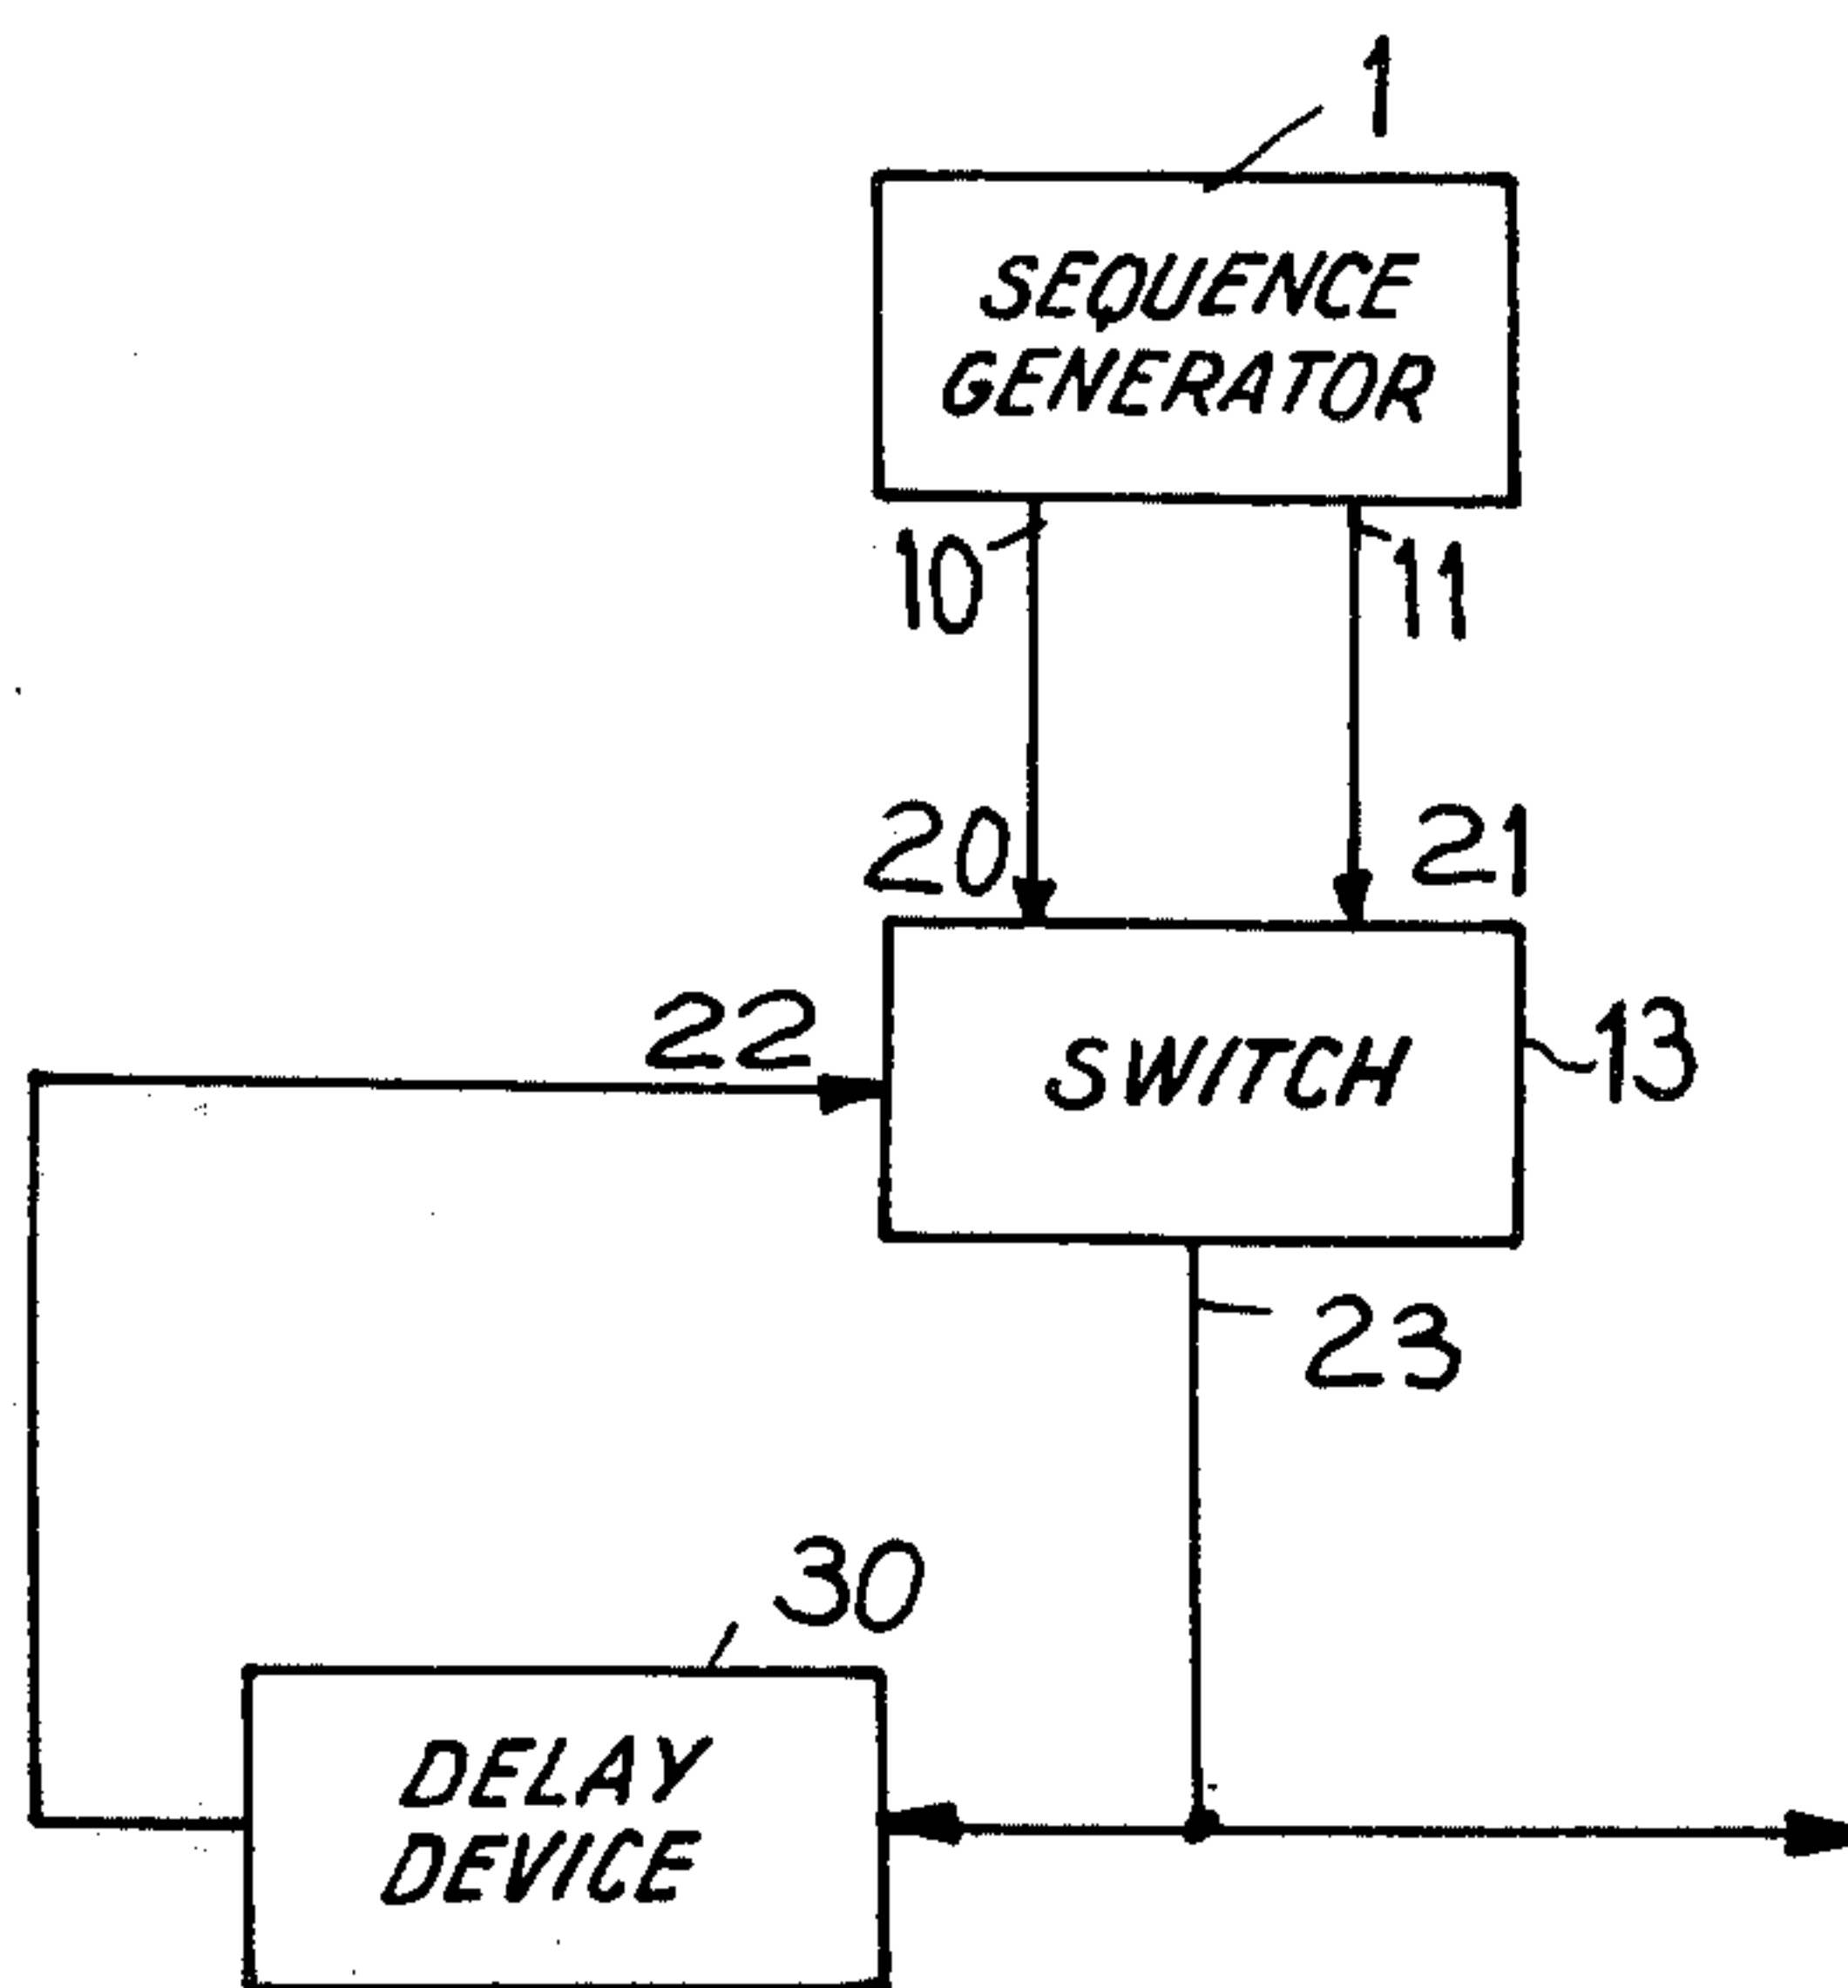 1
SEQUENCE
GENERATOR
10
11
20
21
22
SWITCH
13
23
30
DELAY
DEVICE